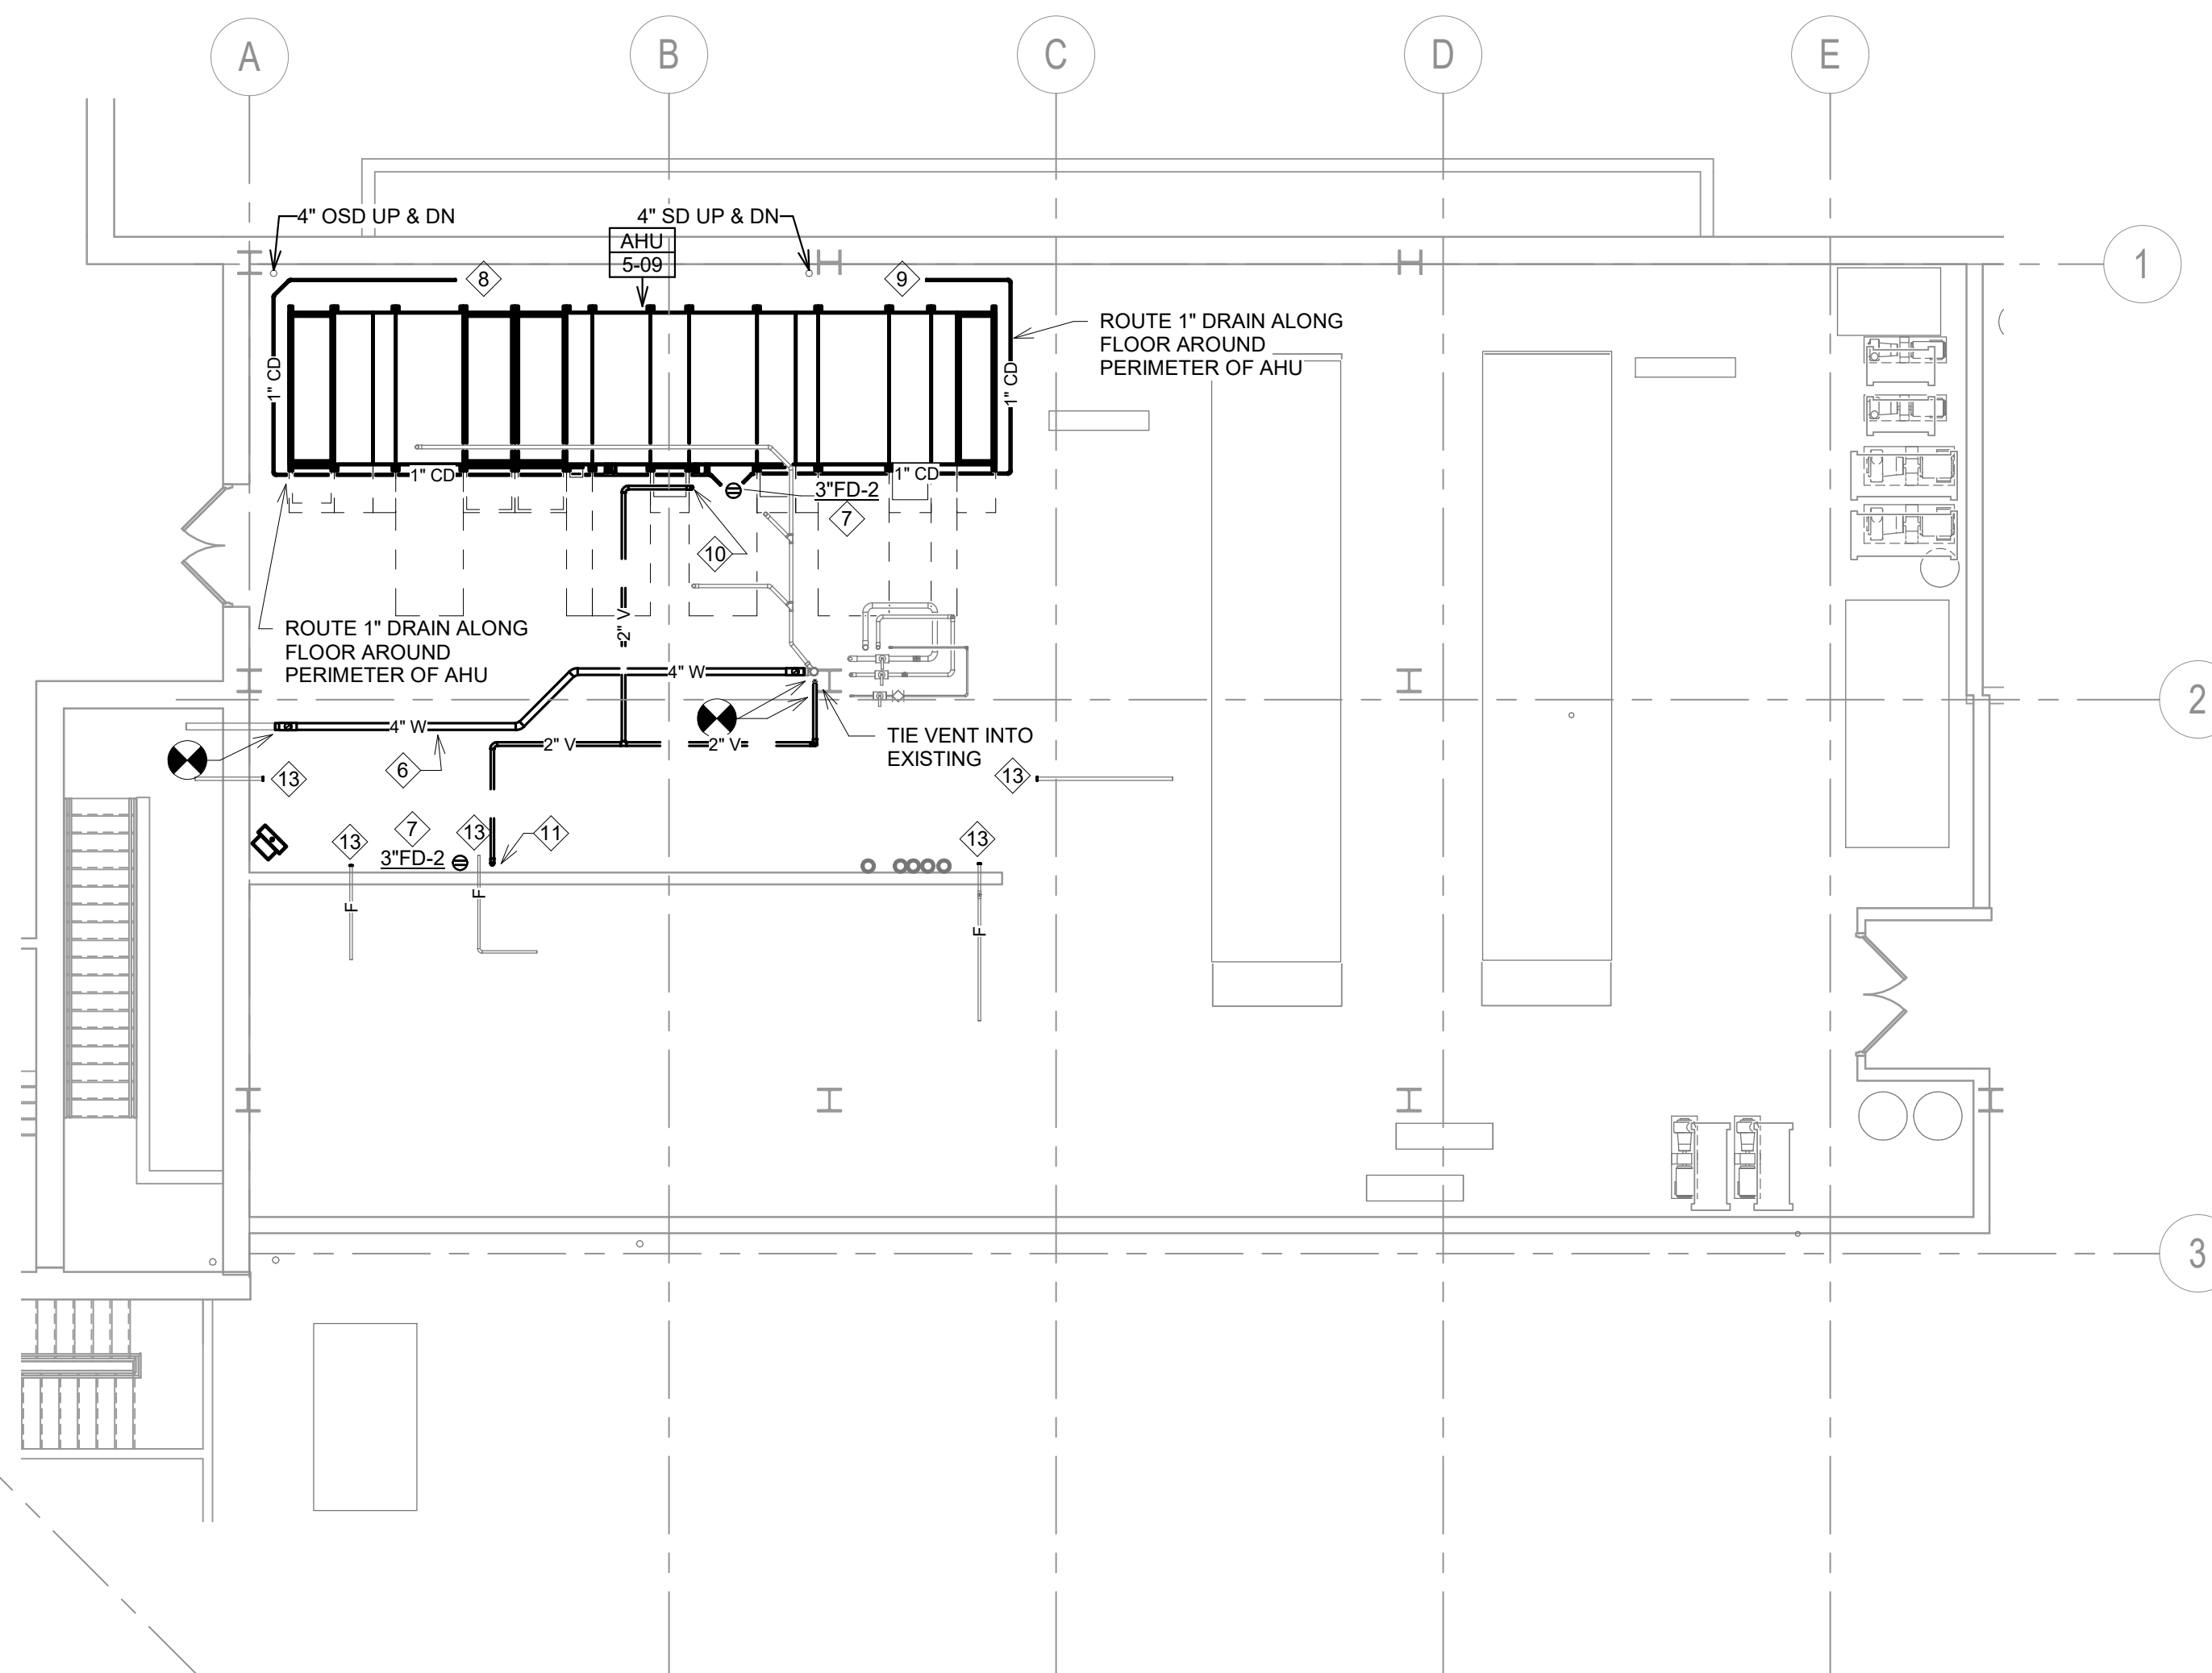 A
B
C
D
E
4" OSD UP & DN
4" SD UP & DN
AHU
5-09
1
8
9
ROUTE 1" DRAIN ALONG
FLOOR AROUND
PERIMETER OF AHU
1" CD
1" CD
1" CD
1" CD
3"FD-2
7
10
2" V
ROUTE 1" DRAIN ALONG
FLOOR AROUND
PERIMETER OF AHU
4" W
2
4" W
TIE VENT INTO
EXISTING
2" V
2" V
6
13
13
7
13
13
11
13
3"FD-2
F
F
F
3